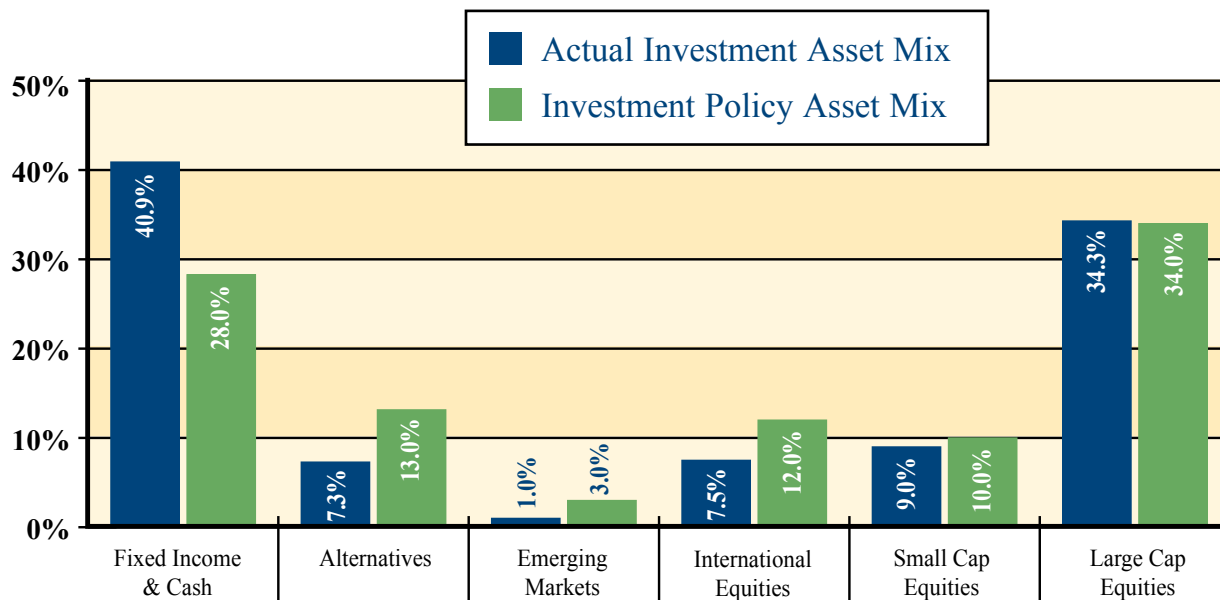 Actual Investment Asset Mix
Investment Policy Asset Mix
50%
40%
30%
20%
10%
0%
40.9%
28.0%
7.3%
13.0%
1.0%
3.0%
7.5%
12.0%
9.0%
10.0%
34.3%
34.0%
Fixed Income
& Cash
Alternatives
Emerging
Markets
International
Equities
Small Cap
Equities
Large Cap
Equities